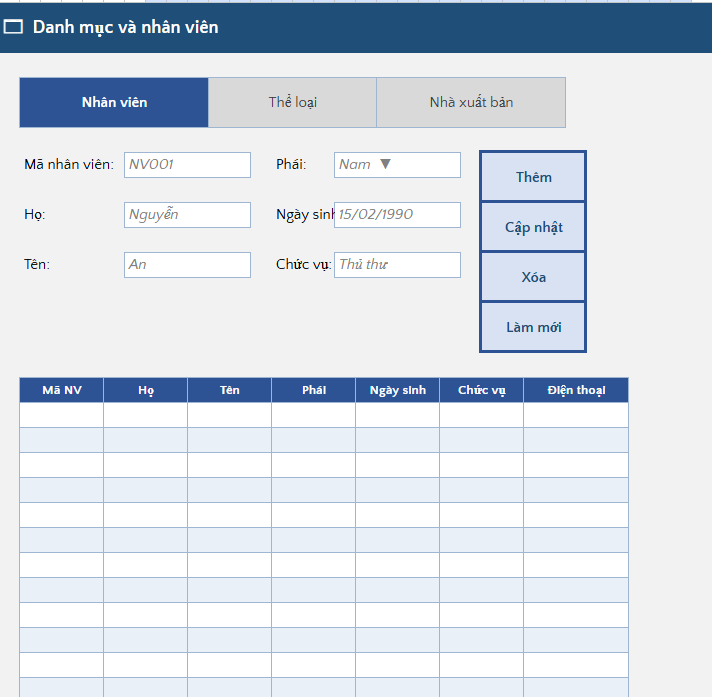 Danh mục và nhân viên
Nhân viên Thể loại Nhà xuất bản
Mã nhân viên: NV001 Phái: Nam ▼ Thêm
Họ: Nguyễn Ngày sinh 15/02/1990 Cập nhật
Tên: An Chức vụ: Thủ thư Xóa
Làm mới
Mã NV Họ Tên Phái Ngày sinh Chức vụ Điện thoại